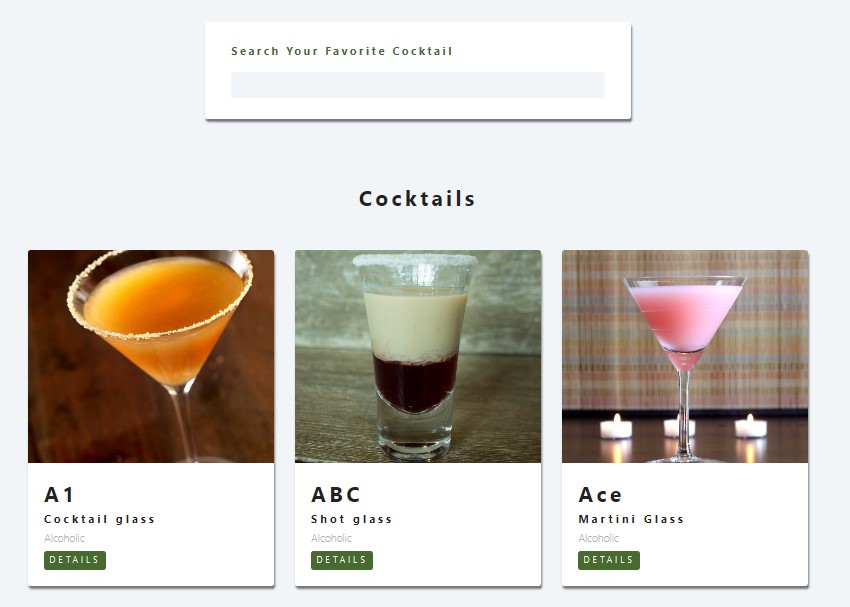 Search Your Favorite Cocktail
Cocktails
A1
Cocktail glass
Alcoholic
DETAILS
ABC
Shot glass
Alcoholic
DETAILS
Ace
Martini Glass
Alcoholic
DETAILS